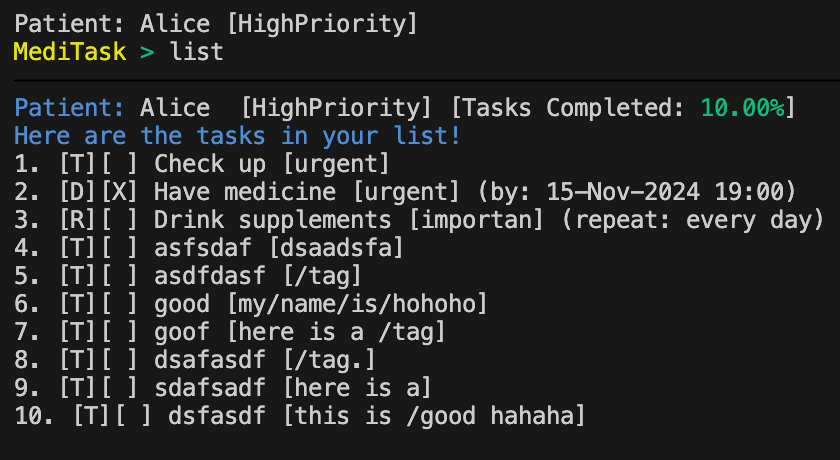 Patient: Alice [HighPriority]
MediTask > list
Patient: Alice  [HighPriority] [Tasks Completed: 10.00%]
Here are the tasks in your list!
1. [T][ ] Check up [urgent]
2. [D][X] Have medicine [urgent] (by: 15-Nov-2024 19:00)
3. [R][ ] Drink supplements [importan] (repeat: every day)
4. [T][ ] asfsdaf [dsaadsfa]
5. [T][ ] asdfdasf [/tag]
6. [T][ ] good [my/name/is/hohoho]
7. [T][ ] goof [here is a /tag]
8. [T][ ] dsafasdf [/tag.]
9. [T][ ] sdafsadf [here is a]
10. [T][ ] dsfasdf [this is /good hahaha]